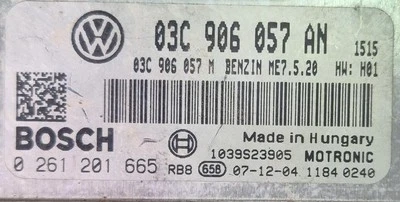 03C 906 057 AN 1515
03C 906 057 M BENZIN ME7.5.20 HW: H01
BOSCH
Made in Hungary
1039S23905 MOTRONIC
0 261 201 665 RB8 658 07-12-04 1184 0240